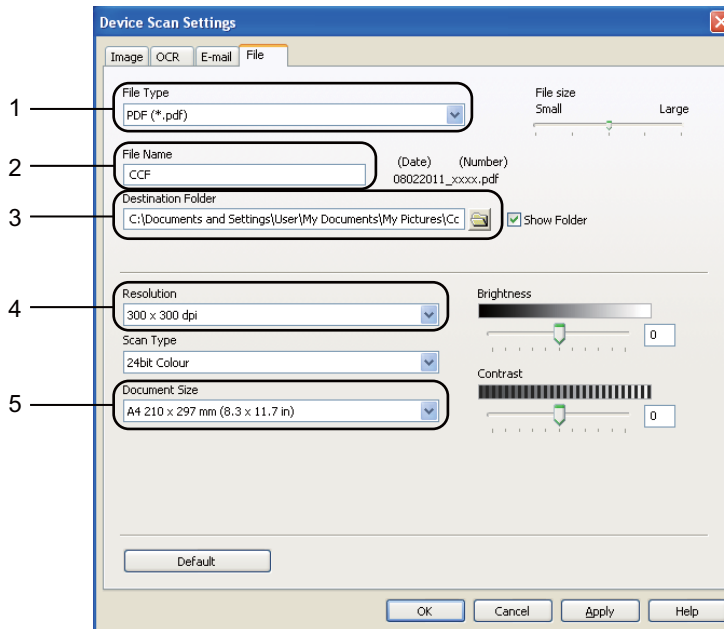 Device Scan Settings
Image OCR E-mail File
1
File Type
PDF (*.pdf)
File size
Small Large
2
File Name
CCF
(Date) (Number)
08022011_xxxx.pdf
3
Destination Folder
C:\Documents and Settings\User\My Documents\My Pictures\Cc
Show Folder
4
Resolution
300 x 300 dpi
Scan Type
24bit Colour
5
Document Size
A4 210 x 297 mm (8.3 x 11.7 in)
Brightness
0
Contrast
0
Default
OK Cancel Apply Help